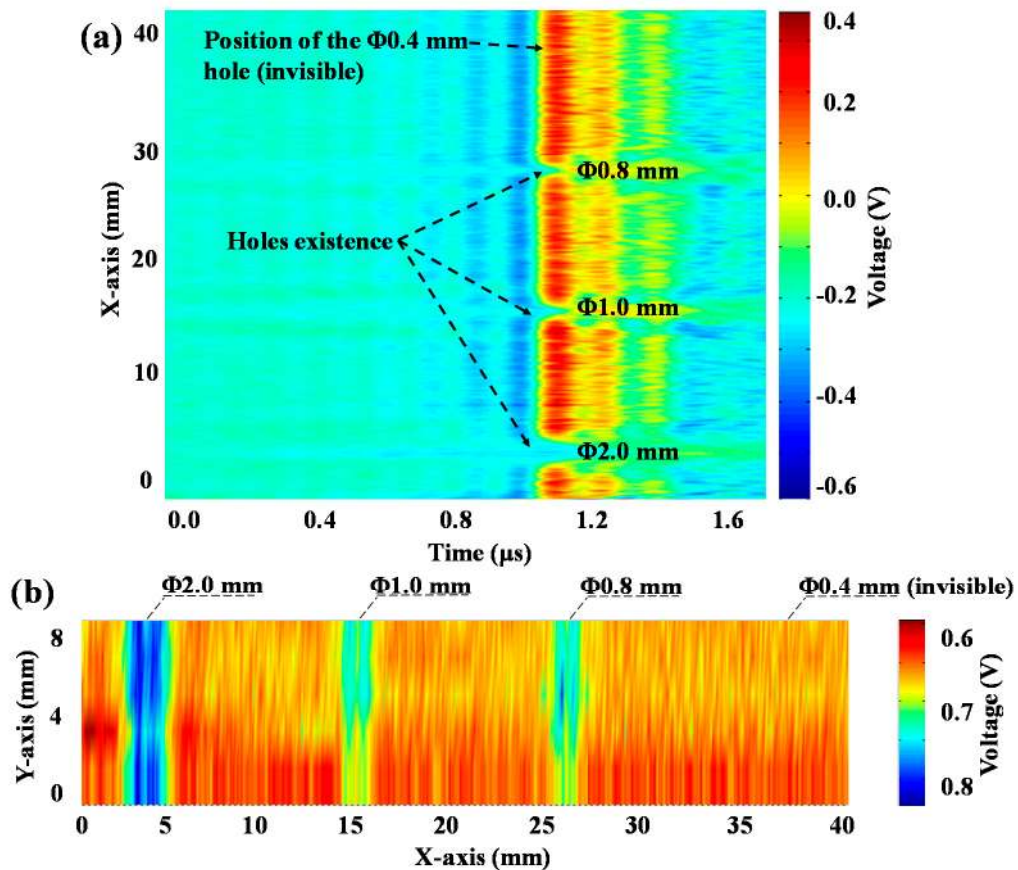 (a)
40
30
20
10
0
X-axis (mm)
Position of the Φ0.4 mm
hole (invisible)
Holes existence
Φ0.8 mm
Φ1.0 mm
Φ2.0 mm
0.0 0.4 0.8 1.2 1.6
Time (μs)
0.4
0.2
0.0
-0.2
-0.4
-0.6
Voltage (V)
(b)
Φ2.0 mm Φ1.0 mm Φ0.8 mm Φ0.4 mm (invisible)
8
4
0
Y-axis (mm)
0 5 10 15 20 25 30 35 40
X-axis (mm)
0.6
0.7
0.8
Voltage (V)